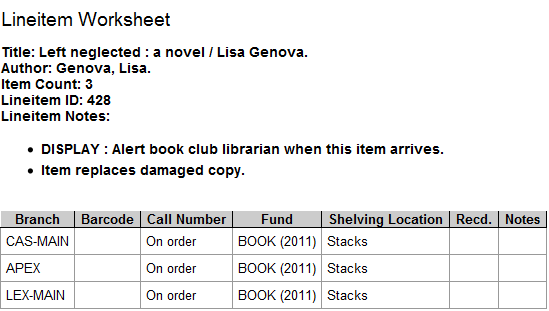 Lineitem Worksheet
Title: Left neglected : a novel / Lisa Genova.
Author: Genova, Lisa.
Item Count: 3
Lineitem ID: 428
Lineitem Notes:
• DISPLAY : Alert book club librarian when this item arrives.
• Item replaces damaged copy.
Branch Barcode Call Number Fund Shelving Location Recd. Notes
CAS-MAIN On order BOOK (2011) Stacks
APEX On order BOOK (2011) Stacks
LEX-MAIN On order BOOK (2011) Stacks